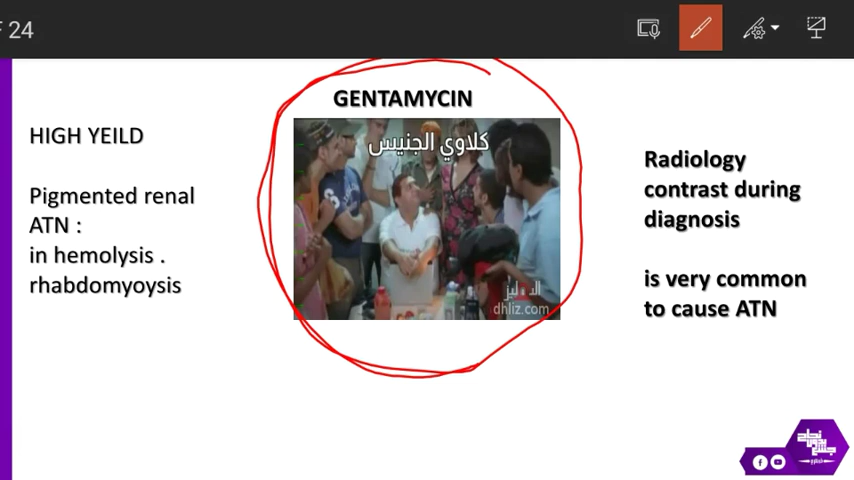 24
HIGH YEILD
Pigmented renal
ATN :
in hemolysis .
rhabdomyoysis
GENTAMYCIN
كلاوي الجنيس
dhliz.com
Radiology
contrast during
diagnosis
is very common
to cause ATN